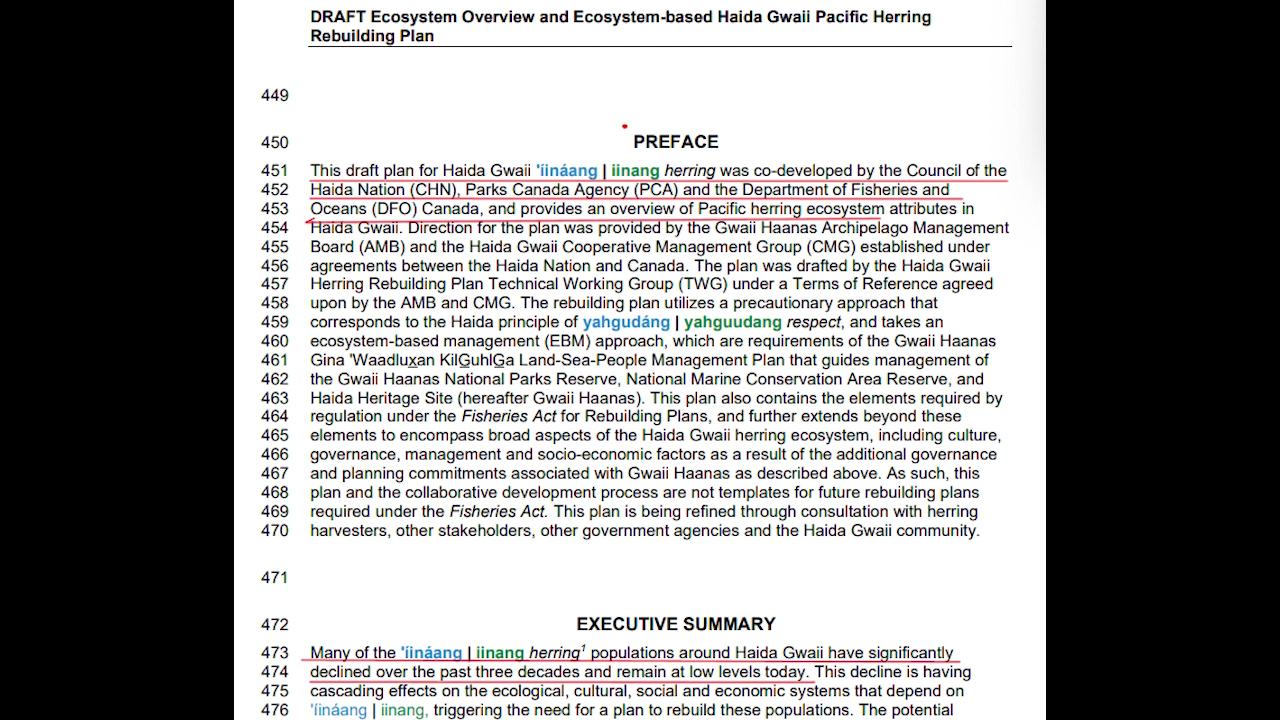 DRAFT Ecosystem Overview and Ecosystem-based Haida Gwaii Pacific Herring
Rebuilding Plan
449
450 PREFACE
451 This draft plan for Haida Gwaii 'íináang | iinang herring was co-developed by the Council of the
452 Haida Nation (CHN), Parks Canada Agency (PCA) and the Department of Fisheries and
453 Oceans (DFO) Canada, and provides an overview of Pacific herring ecosystem attributes in
454 Haida Gwaii. Direction for the plan was provided by the Gwaii Haanas Archipelago Management
455 Board (AMB) and the Haida Gwaii Cooperative Management Group (CMG) established under
456 agreements between the Haida Nation and Canada. The plan was drafted by the Haida Gwaii
457 Herring Rebuilding Plan Technical Working Group (TWG) under a Terms of Reference agreed
458 upon by the AMB and CMG. The rebuilding plan utilizes a precautionary approach that
459 corresponds to the Haida principle of yahgudáng | yahguudang respect, and takes an
460 ecosystem-based management (EBM) approach, which are requirements of the Gwaii Haanas
461 Gina 'Waadlux̲an KilG̲uhlG̲a Land-Sea-People Management Plan that guides management of
462 the Gwaii Haanas National Parks Reserve, National Marine Conservation Area Reserve, and
463 Haida Heritage Site (hereafter Gwaii Haanas). This plan also contains the elements required by
464 regulation under the Fisheries Act for Rebuilding Plans, and further extends beyond these
465 elements to encompass broad aspects of the Haida Gwaii herring ecosystem, including culture,
466 governance, management and socio-economic factors as a result of the additional governance
467 and planning commitments associated with Gwaii Haanas as described above. As such, this
468 plan and the collaborative development process are not templates for future rebuilding plans
469 required under the Fisheries Act. This plan is being refined through consultation with herring
470 harvesters, other stakeholders, other government agencies and the Haida Gwaii community.
471
472 EXECUTIVE SUMMARY
473 Many of the 'íináang | iinang herring¹ populations around Haida Gwaii have significantly
474 declined over the past three decades and remain at low levels today. This decline is having
475 cascading effects on the ecological, cultural, social and economic systems that depend on
476 'íináang | iinang, triggering the need for a plan to rebuild these populations. The potential